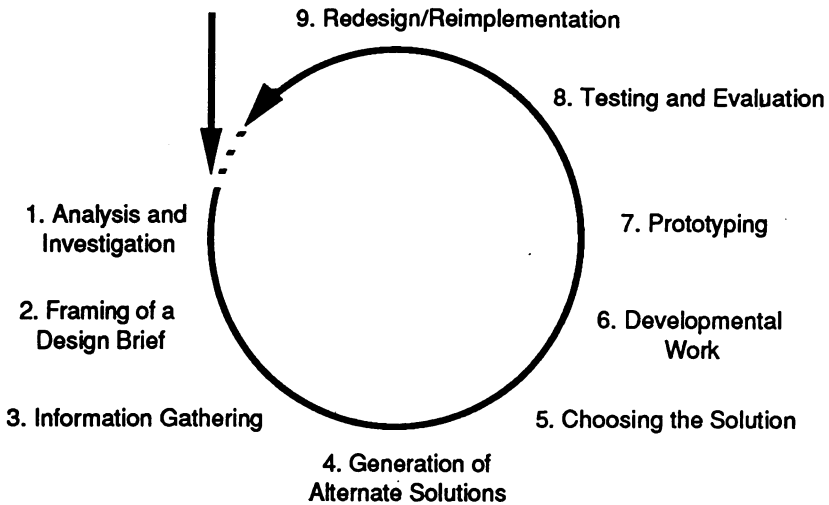 9. Redesign/Reimplementation
8. Testing and Evaluation
1. Analysis and
Investigation
7. Prototyping
2. Framing of a
Design Brief
6. Developmental
Work
3. Information Gathering
5. Choosing the Solution
4. Generation of
Alternate Solutions